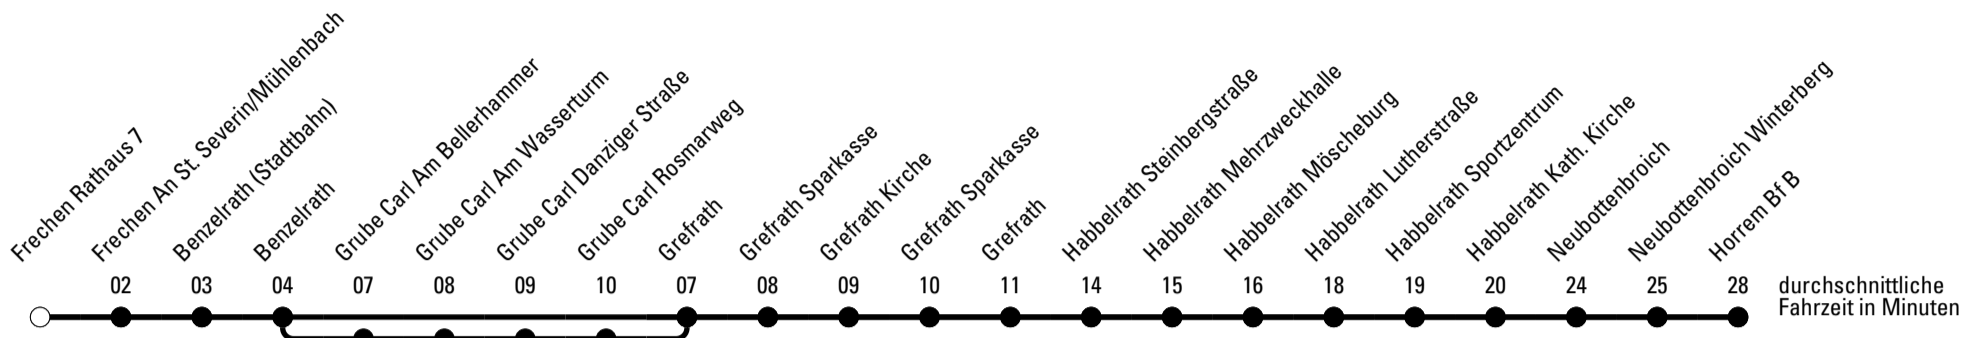 Frechen Rathaus 7
Frechen An St. Severin/Mühlenbach
Benzelrath (Stadtbahn)
Benzelrath
Grube Carl Am Bellerhammer
Grube Carl Am Wasserturm
Grube Carl Danziger Straße
Grube Carl Rosmarweg
Grefrath
Grefrath Sparkasse
Grefrath Kirche
Grefrath Sparkasse
Grefrath
Habbelrath Steinbergstraße
Habbelrath Mehrzweckhalle
Habbelrath Möscheburg
Habbelrath Lutherstraße
Habbelrath Sportzentrum
Habbelrath Kath. Kirche
Neubottenbroich
Neubottenbroich Winterberg
Horrem Bf B
02 03 04 07 08 09 10 07 08 09 10 11 14 15 16 18 19 20 24 25 28 durchschnittliche
Fahrzeit in Minuten